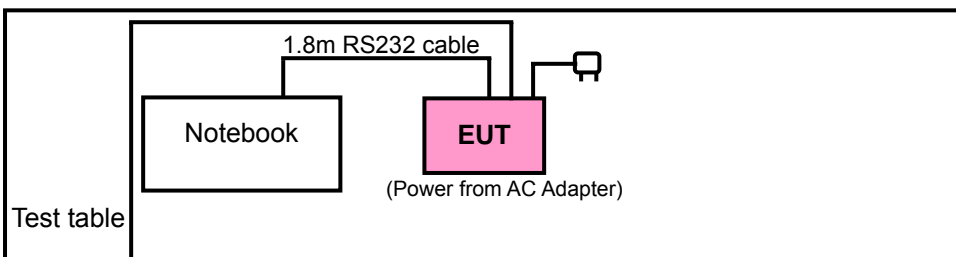 1.8m RS232 cable
Notebook
EUT
(Power from AC Adapter)
Test table